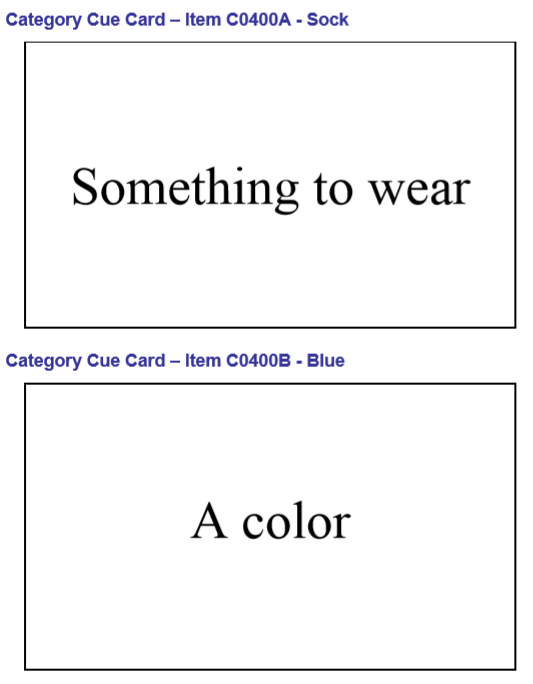 Category Cue Card – Item C0400A - Sock
Something to wear
Category Cue Card – Item C0400B - Blue
A color